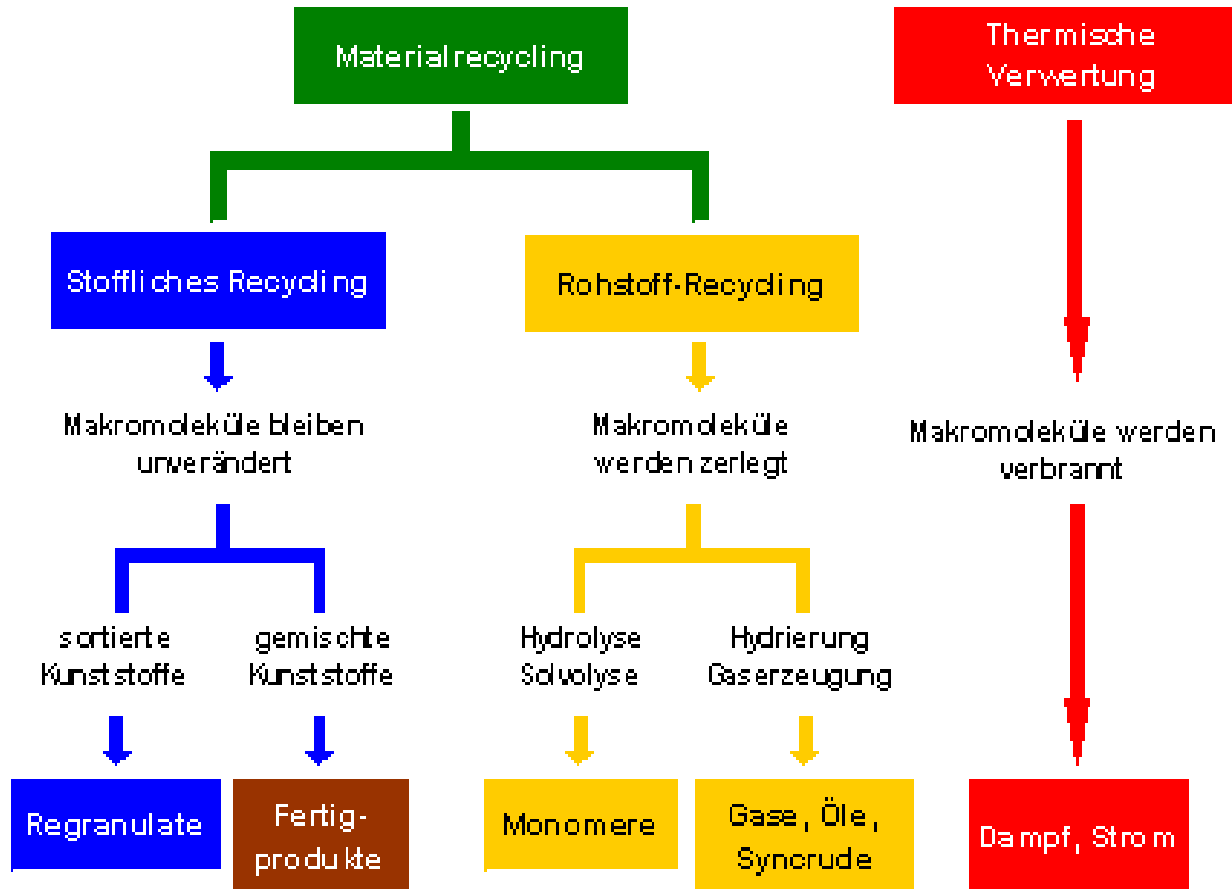 Materialrecycling
Thermische
Verwertung
Stoffliches Recycling
Rohstoff-Recycling
Makromoleküle bleiben
unverändert
Makromoleküle
werden zerlegt
Makromoleküle werden
verbrannt
sortierte
Kunststoffe
gemischte
Kunststoffe
Hydrolyse
Solvolyse
Hydrierung
Gaserzeugung
Regranulate
Fertig-
produkte
Monomere
Gase, Öle,
Syncrude
Dampf, Strom